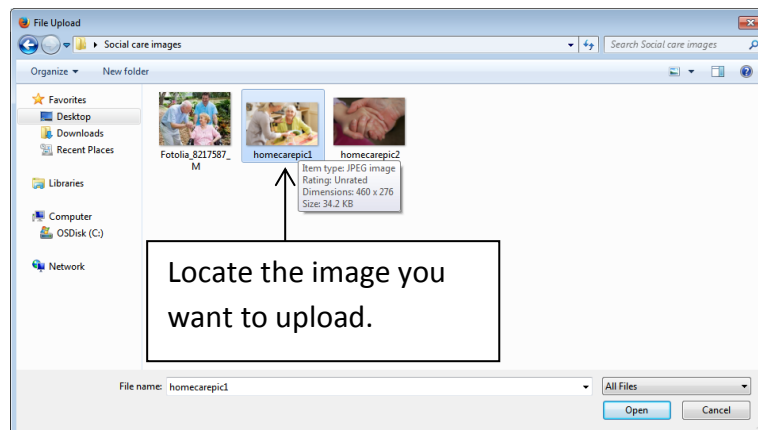 File Upload
Social care images
Search Social care images
Organize
New folder
Favorites
Desktop
Downloads
Recent Places
Libraries
Computer
OSDisk (C:)
Network
Fotolia_8217587_
M
homecarepic1
homecarepic2
Item type: JPEG image
Rating: Unrated
Dimensions: 460 x 276
Size: 34.2 KB
Locate the image you
want to upload.
File name: homecarepic1
All Files
Open
Cancel